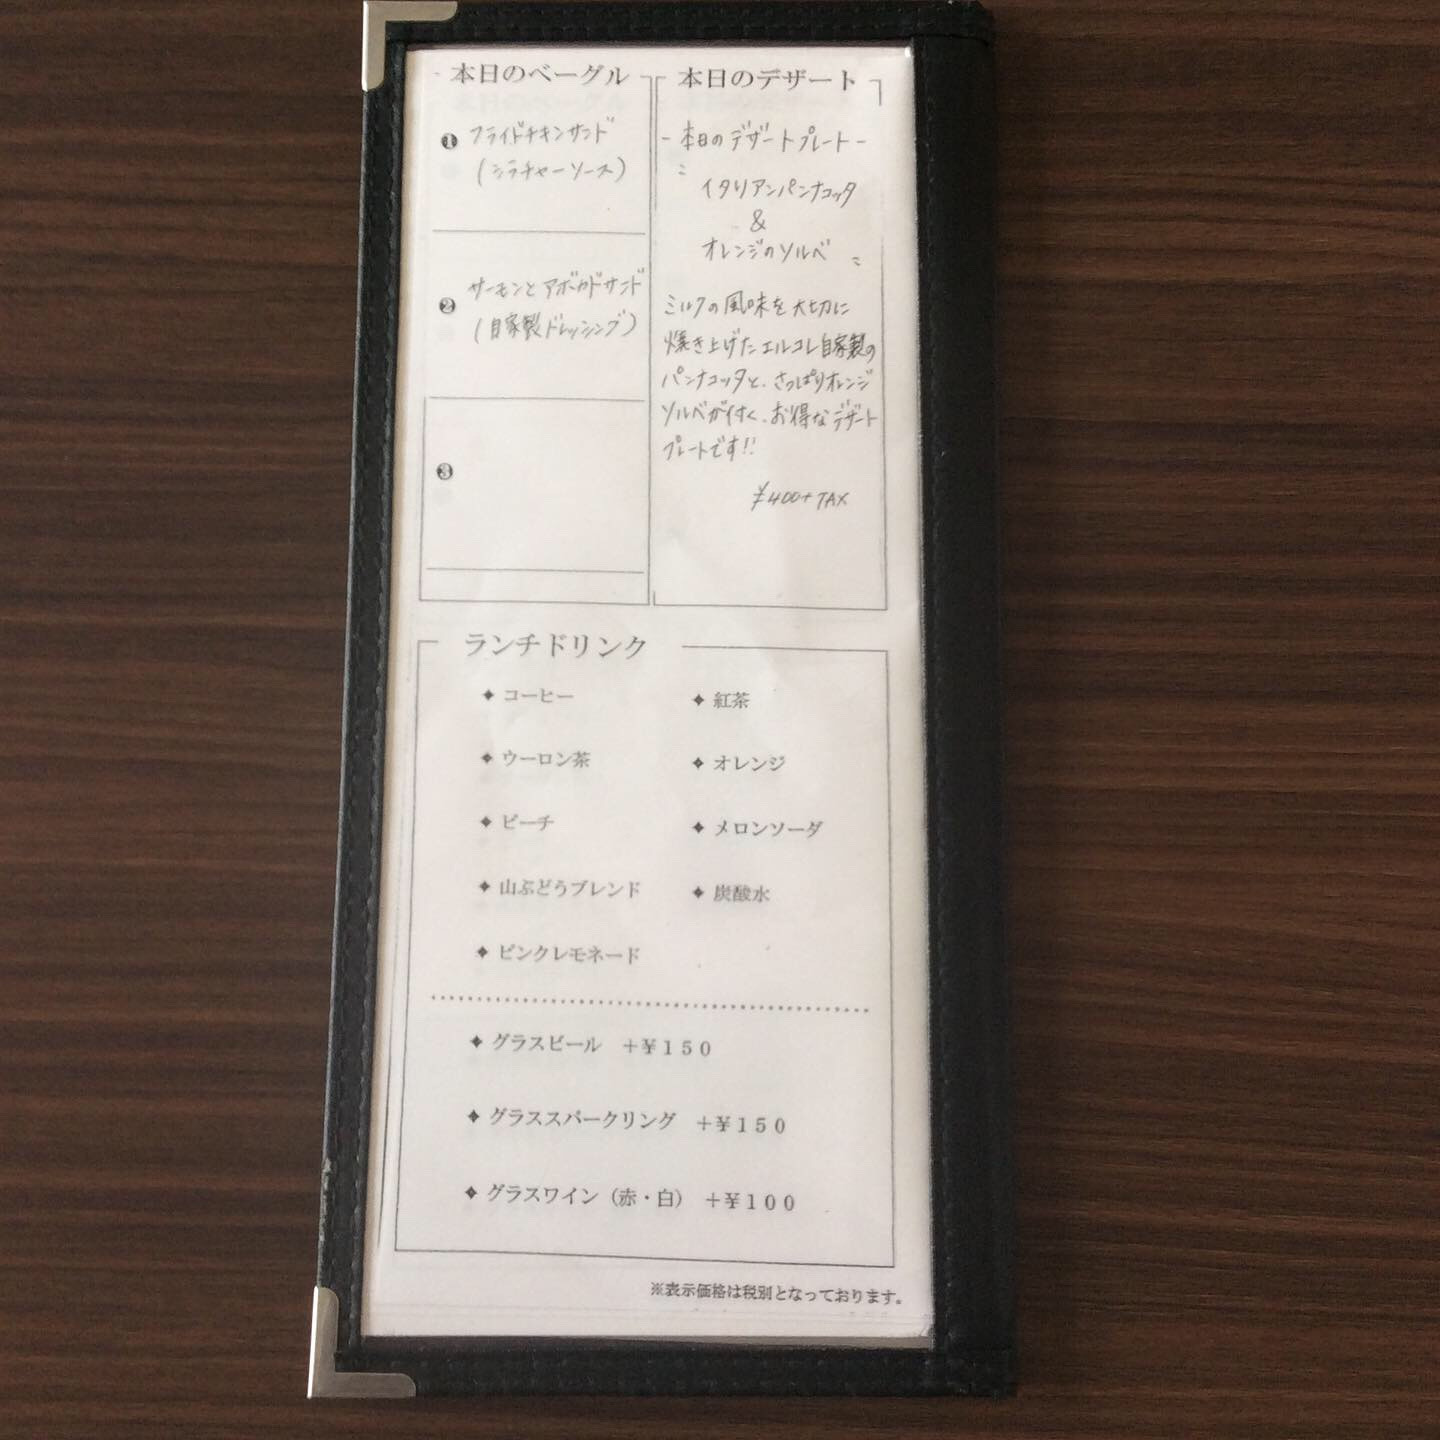 本日のベーグル
❶ フライドチキンサンド
(シラチャーソース)
❷ サーモンとアボカドサンド
(自家製ドレッシング)
❸
本日のデザート
-本日のデザートプレート-
イタリアンパンナコッタ
&
オレンジのソルベ
ミルクの風味を大切に
焼き上げたエルコレ自家製の
パンナコッタと、さっぱりオレンジ
ソルベが付く、お得なデザート
プレートです!!
¥400+TAX
ランチドリンク
コーヒー
紅茶
ウーロン茶
オレンジ
ピーチ
メロンソーダ
山ぶどうブレンド
炭酸水
ピンクレモネード
グラスビール +¥150
グラススパークリング +¥150
グラスワイン(赤・白) +¥100
※表示価格は税別となっております。